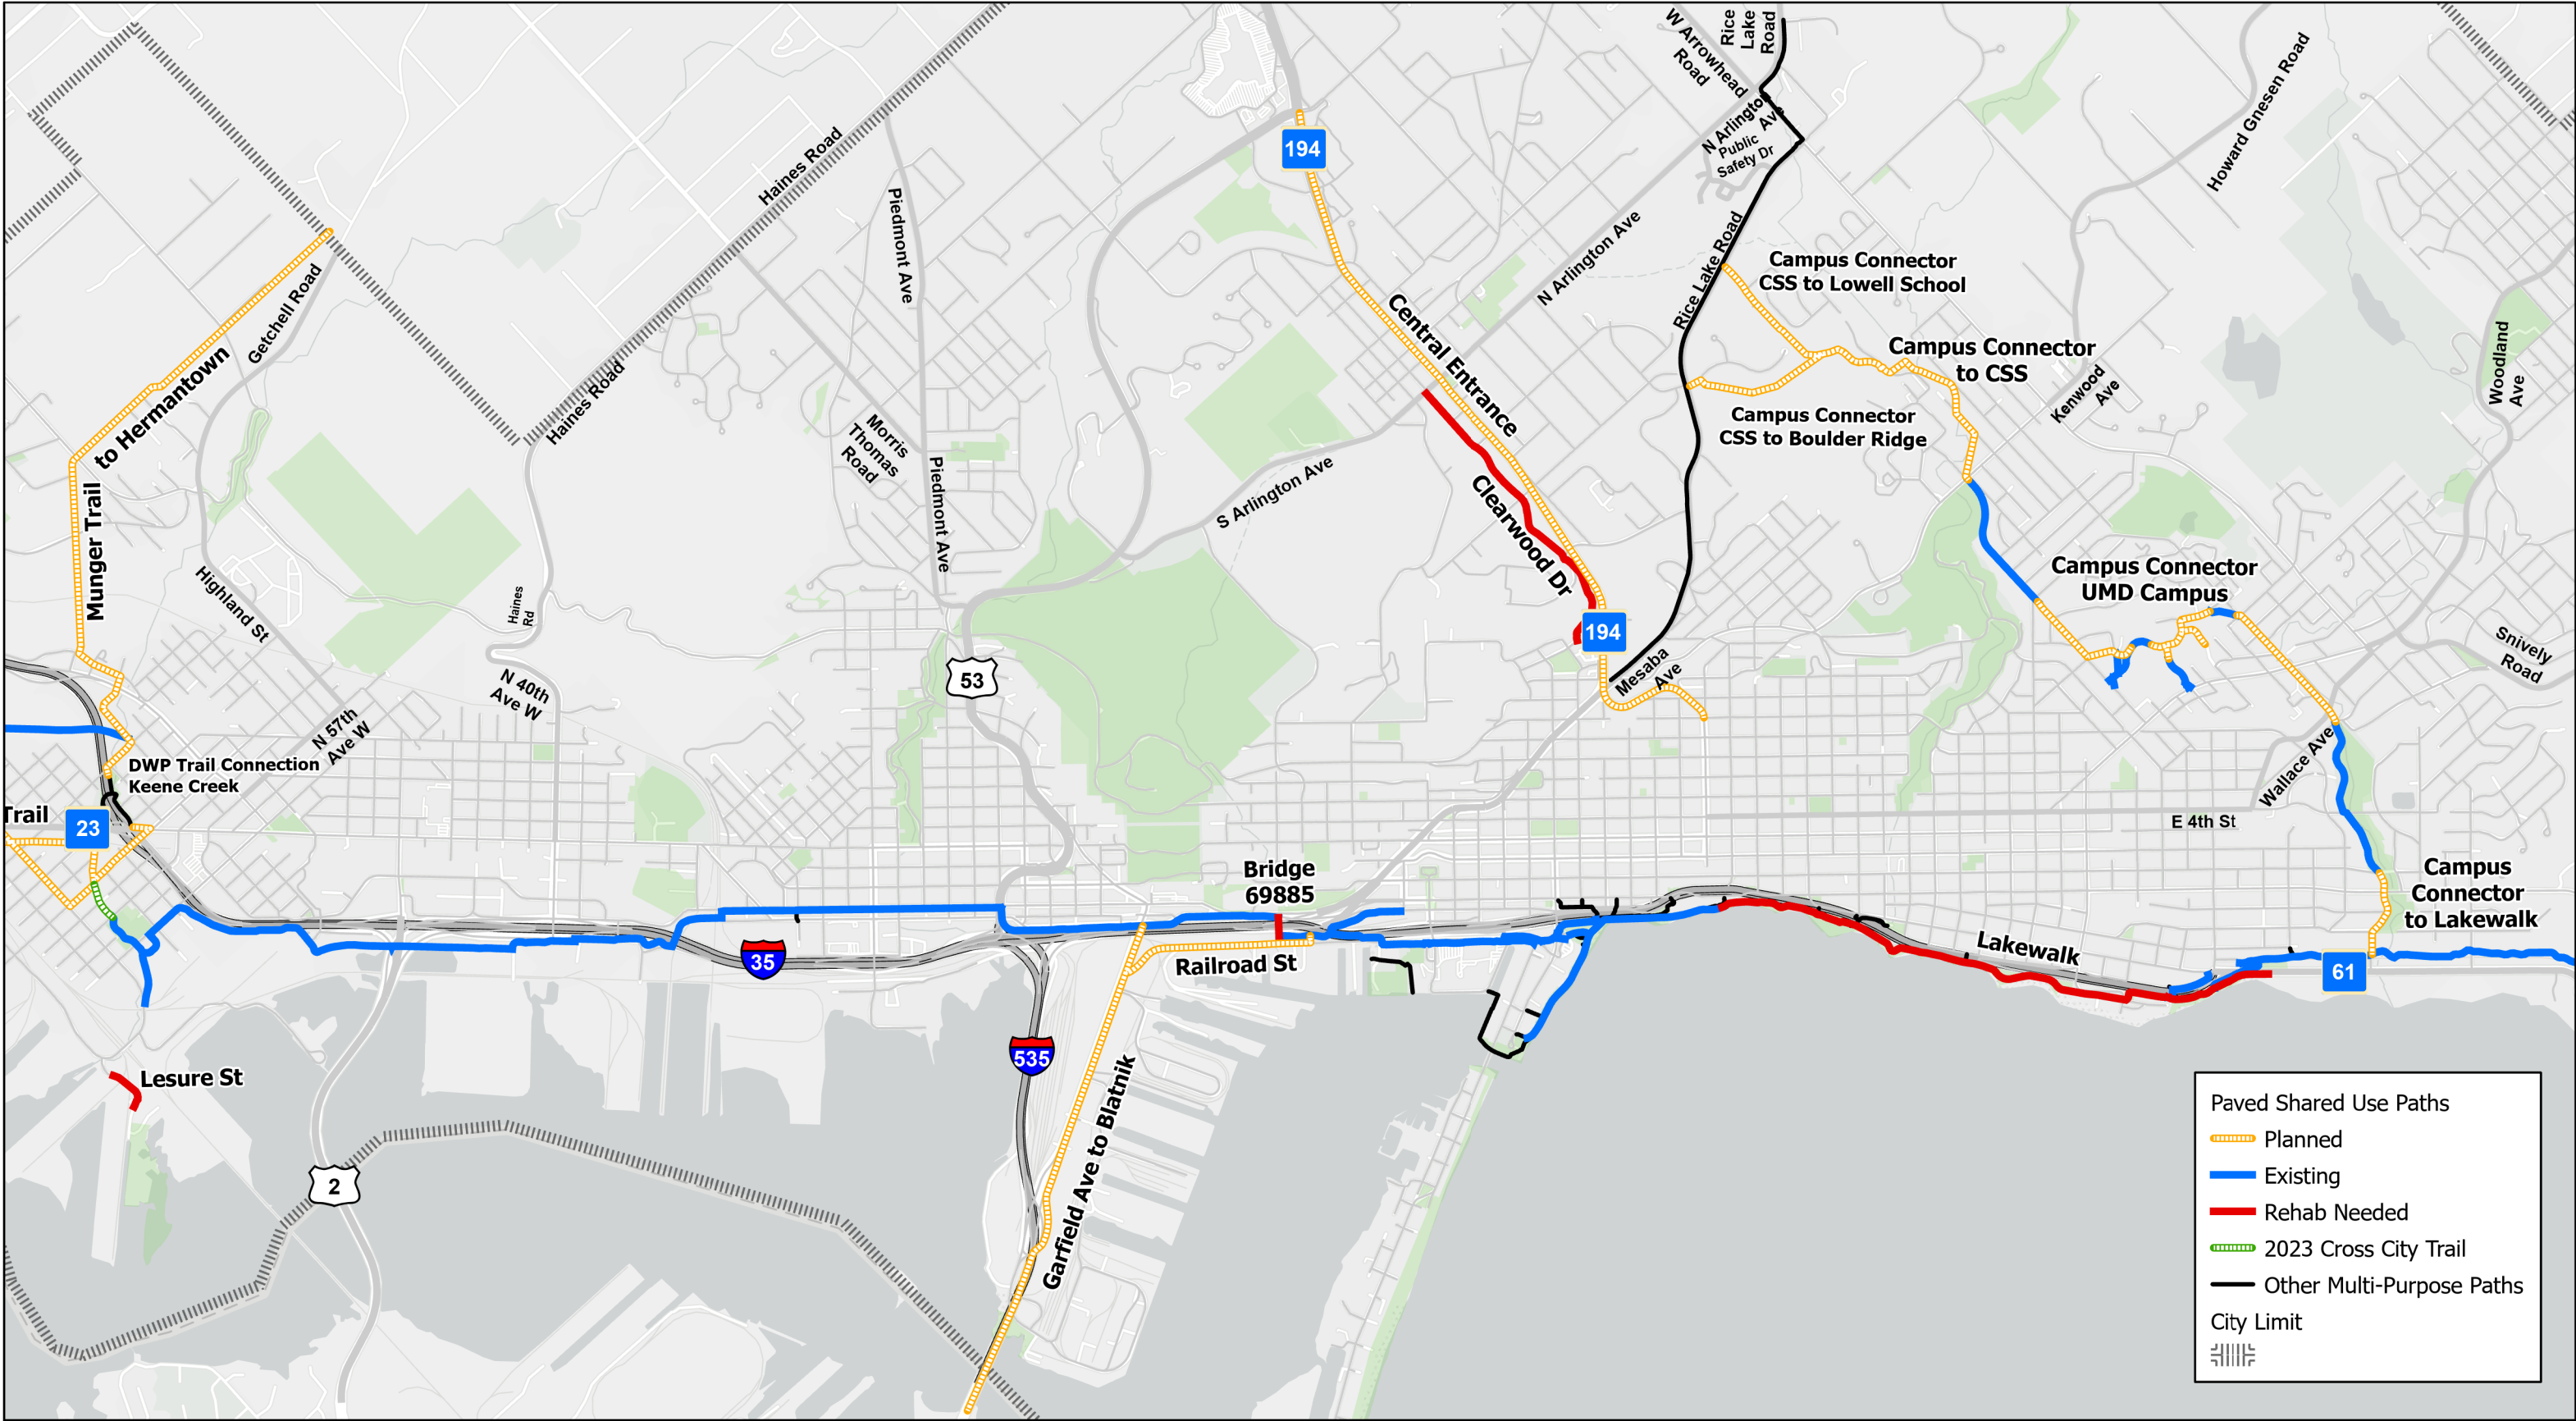 Rice
Lake
Road
W Arrowhead
Road
N Arlington
Ave
Public
Safety Dr
Howard Gnesen Road
Haines Road
194
Piedmont Ave
N Arlington Ave
Rice Lake Road
Campus Connector
CSS to Lowell School
Getchell Road
Central Entrance
Campus Connector
to CSS
Woodland
Ave
Kenwood
Ave
to Hermantown
Haines Road
Morris
Thomas
Road
Campus Connector
CSS to Boulder Ridge
Piedmont Ave
S Arlington Ave
Clearwood Dr
Munger Trail
Highland St
Haines
Rd
Campus Connector
UMD Campus
194
Snively
Road
53
Mesaba
Ave
N 40th
Ave W
N 57th
Ave W
DWP Trail Connection
Keene Creek
Wallace Ave
Trail
23
E 4th St
Bridge
69885
Campus
Connector
to Lakewalk
35
Railroad St
Lakewalk
61
535
Lesure St
Garfield Ave to Blatnik
2
Paved Shared Use Paths
Planned
Existing
Rehab Needed
2023 Cross City Trail
Other Multi-Purpose Paths
City Limit